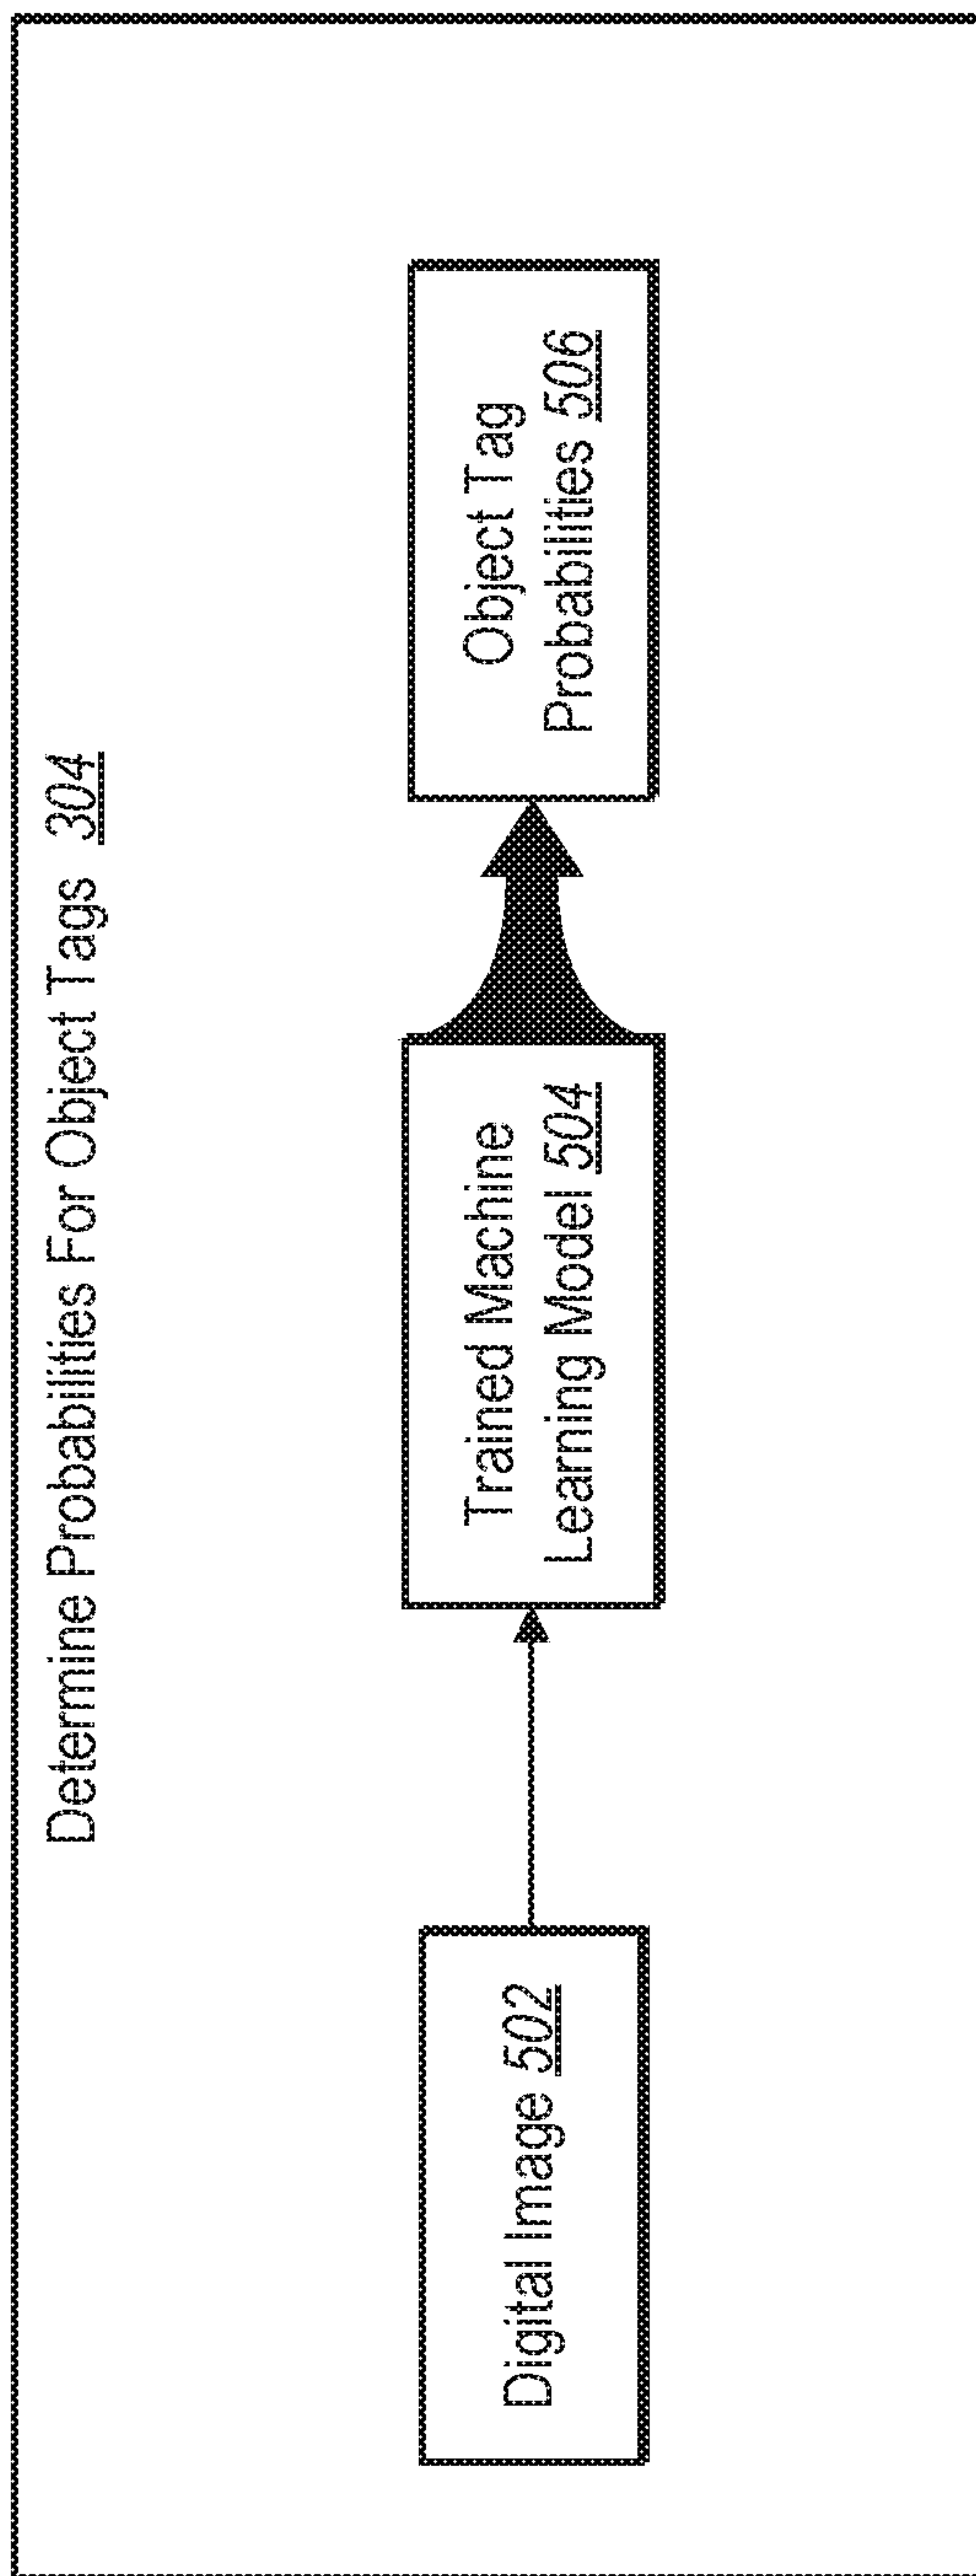 Determine Probabilities For Object Tags 304
Digital Image 502
Trained Machine
Learning Model 504
Object Tag
Probabilities 506